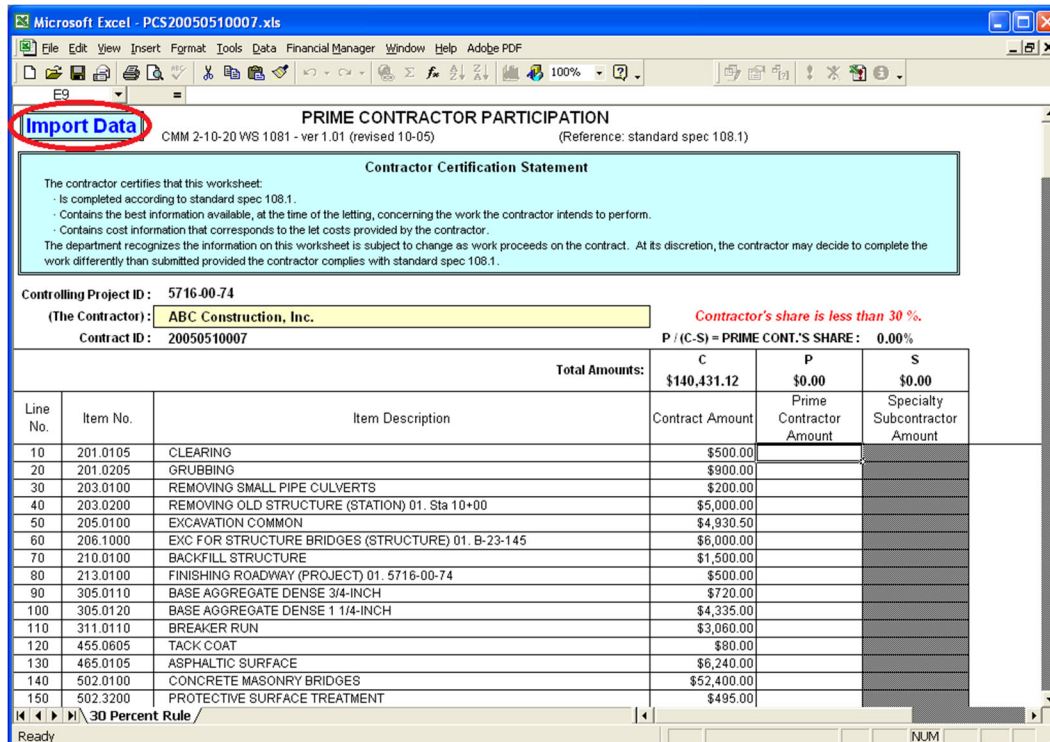 Microsoft Excel - PCS20050510007.xls
File Edit View Insert Format Tools Data Financial Manager Window Help Adobe PDF
100%
E9 =
Import Data
PRIME CONTRACTOR PARTICIPATION
CMM 2-10-20 WS 1081 - ver 1.01 (revised 10-05) (Reference: standard spec 108.1)
Contractor Certification Statement
The contractor certifies that this worksheet:
· Is completed according to standard spec 108.1.
· Contains the best information available, at the time of the letting, concerning the work the contractor intends to perform.
· Contains cost information that corresponds to the let costs provided by the contractor.
The department recognizes the information on this worksheet is subject to change as work proceeds on the contract. At its discretion, the contractor may decide to complete the
work differently than submitted provided the contractor complies with standard spec 108.1.
Controlling Project ID: 5716-00-74
(The Contractor): ABC Construction, Inc. Contractor's share is less than 30 %.
Contract ID: 20050510007 P / (C-S) = PRIME CONT.'S SHARE: 0.00%
Total Amounts: C P S
$140,431.12 $0.00 $0.00
Line No. Item No. Item Description Contract Amount Prime Contractor Amount Specialty Subcontractor Amount
10 201.0105 CLEARING $500.00
20 201.0205 GRUBBING $900.00
30 203.0100 REMOVING SMALL PIPE CULVERTS $200.00
40 203.0200 REMOVING OLD STRUCTURE (STATION) 01. Sta 10+00 $5,000.00
50 205.0100 EXCAVATION COMMON $4,930.50
60 206.1000 EXC FOR STRUCTURE BRIDGES (STRUCTURE) 01. B-23-145 $6,000.00
70 210.0100 BACKFILL STRUCTURE $1,500.00
80 213.0100 FINISHING ROADWAY (PROJECT) 01. 5716-00-74 $500.00
90 305.0110 BASE AGGREGATE DENSE 3/4-INCH $720.00
100 305.0120 BASE AGGREGATE DENSE 1 1/4-INCH $4,335.00
110 311.0110 BREAKER RUN $3,060.00
120 455.0605 TACK COAT $80.00
130 465.0105 ASPHALTIC SURFACE $6,240.00
140 502.0100 CONCRETE MASONRY BRIDGES $52,400.00
150 502.3200 PROTECTIVE SURFACE TREATMENT $495.00
30 Percent Rule
Ready NUM